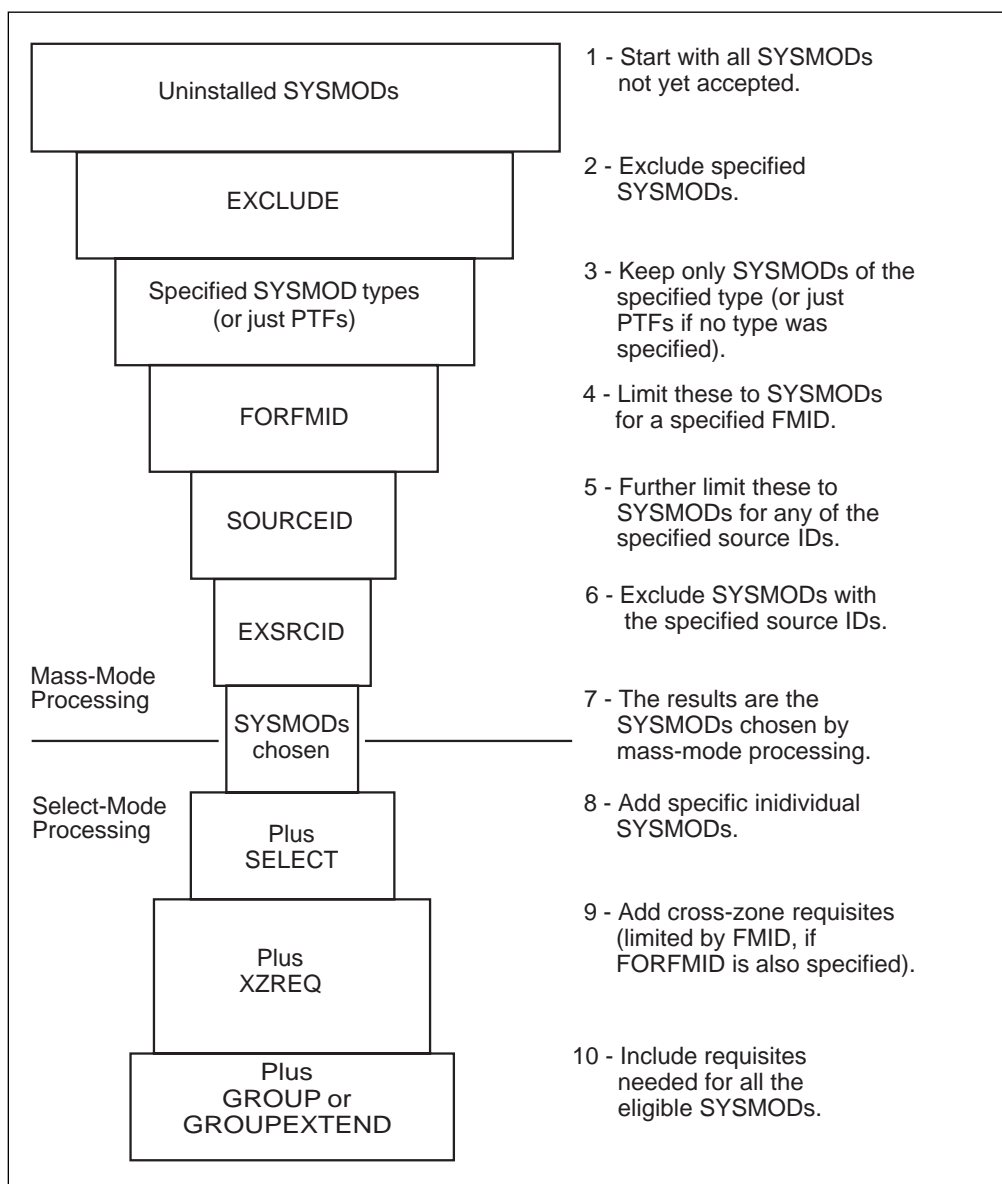 Uninstalled SYSMODs
1 - Start with all SYSMODs
not yet accepted.
EXCLUDE
2 - Exclude specified
SYSMODs.
Specified SYSMOD types
(or just PTFs)
3 - Keep only SYSMODs of the
specified type (or just
PTFs if no type was
specified).
FORFMID
4 - Limit these to SYSMODs
for a specified FMID.
SOURCEID
5 - Further limit these to
SYSMODs for any of the
specified source IDs.
EXSRCID
6 - Exclude SYSMODs with
the specified source IDs.
Mass-Mode
Processing
SYSMODs
chosen
7 - The results are the
SYSMODs chosen by
mass-mode processing.
Select-Mode
Processing
Plus
SELECT
8 - Add specific inidividual
SYSMODs.
Plus
XZREQ
9 - Add cross-zone requisites
(limited by FMID, if
FORFMID is also specified).
Plus
GROUP or
GROUPEXTEND
10 - Include requisites
needed for all the
eligible SYSMODs.